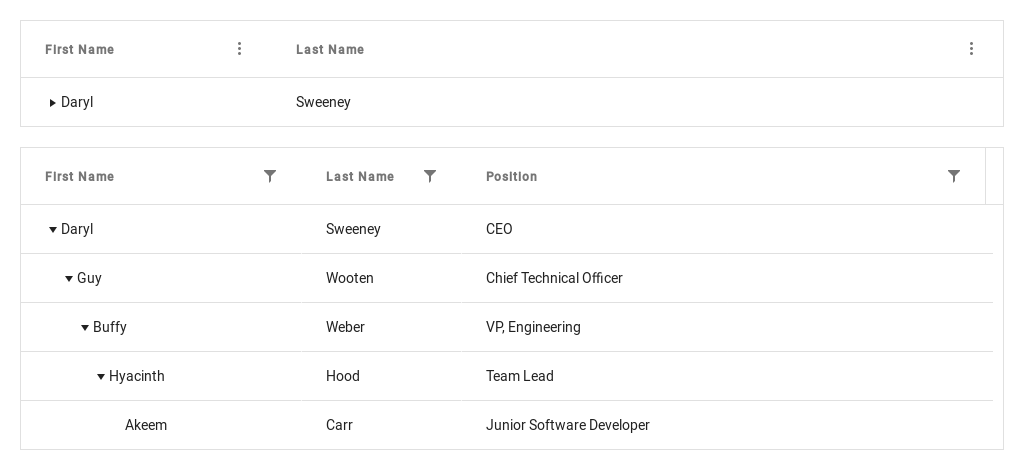 First Name Last Name
Daryl Sweeney
First Name Last Name Position
Daryl Sweeney CEO
Guy Wooten Chief Technical Officer
Buffy Weber VP, Engineering
Hyacinth Hood Team Lead
Akeem Carr Junior Software Developer